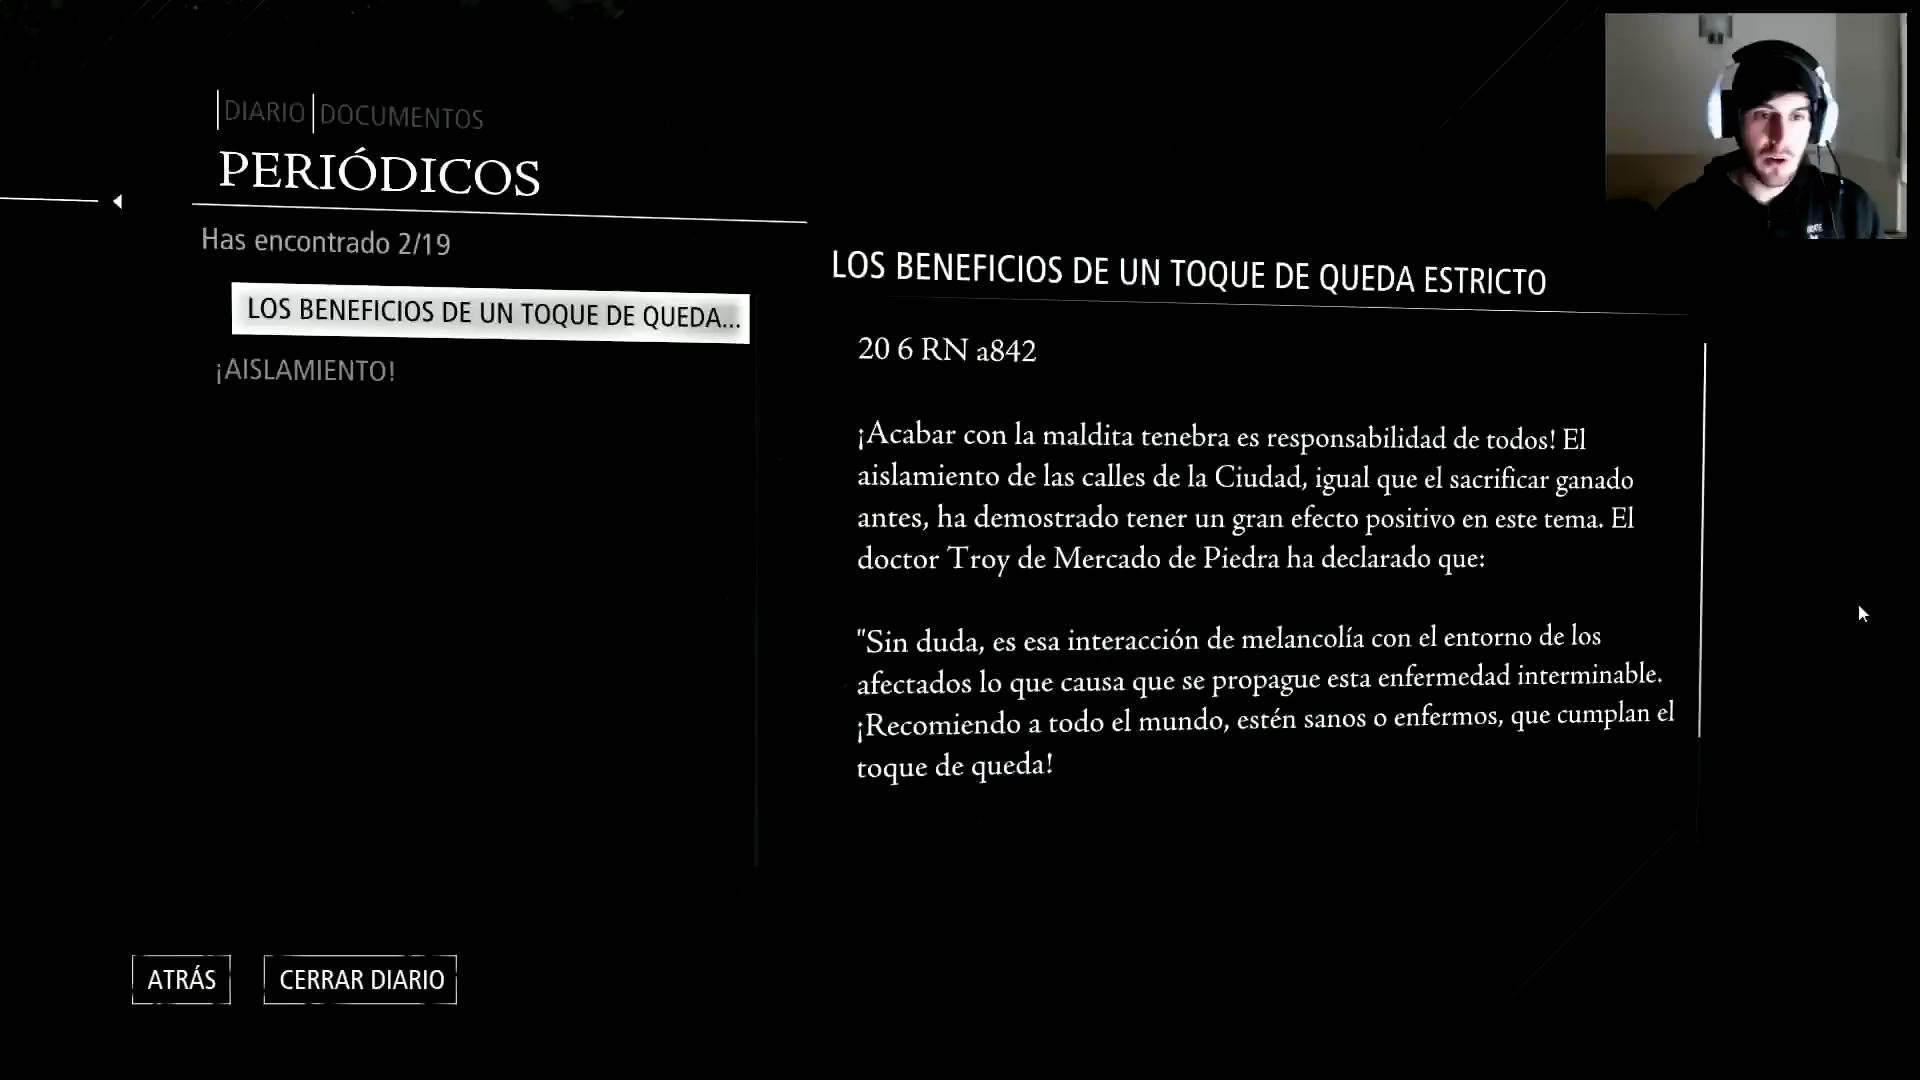 DIARIO DOCUMENTOS
PERIÓDICOS
Has encontrado 2/19
LOS BENEFICIOS DE UN TOQUE DE QUEDA...
¡AISLAMIENTO!
LOS BENEFICIOS DE UN TOQUE DE QUEDA ESTRICTO
20 6 RN a842
¡Acabar con la maldita tenebra es responsabilidad de todos! El
aislamiento de las calles de la Ciudad, igual que el sacrificar ganado
antes, ha demostrado tener un gran efecto positivo en este tema. El
doctor Troy de Mercado de Piedra ha declarado que:
"Sin duda, es esa interacción de melancolía con el entorno de los
afectados lo que causa que se propague esta enfermedad interminable.
¡Recomiendo a todo el mundo, estén sanos o enfermos, que cumplan el
toque de queda!
ATRÁS
CERRAR DIARIO